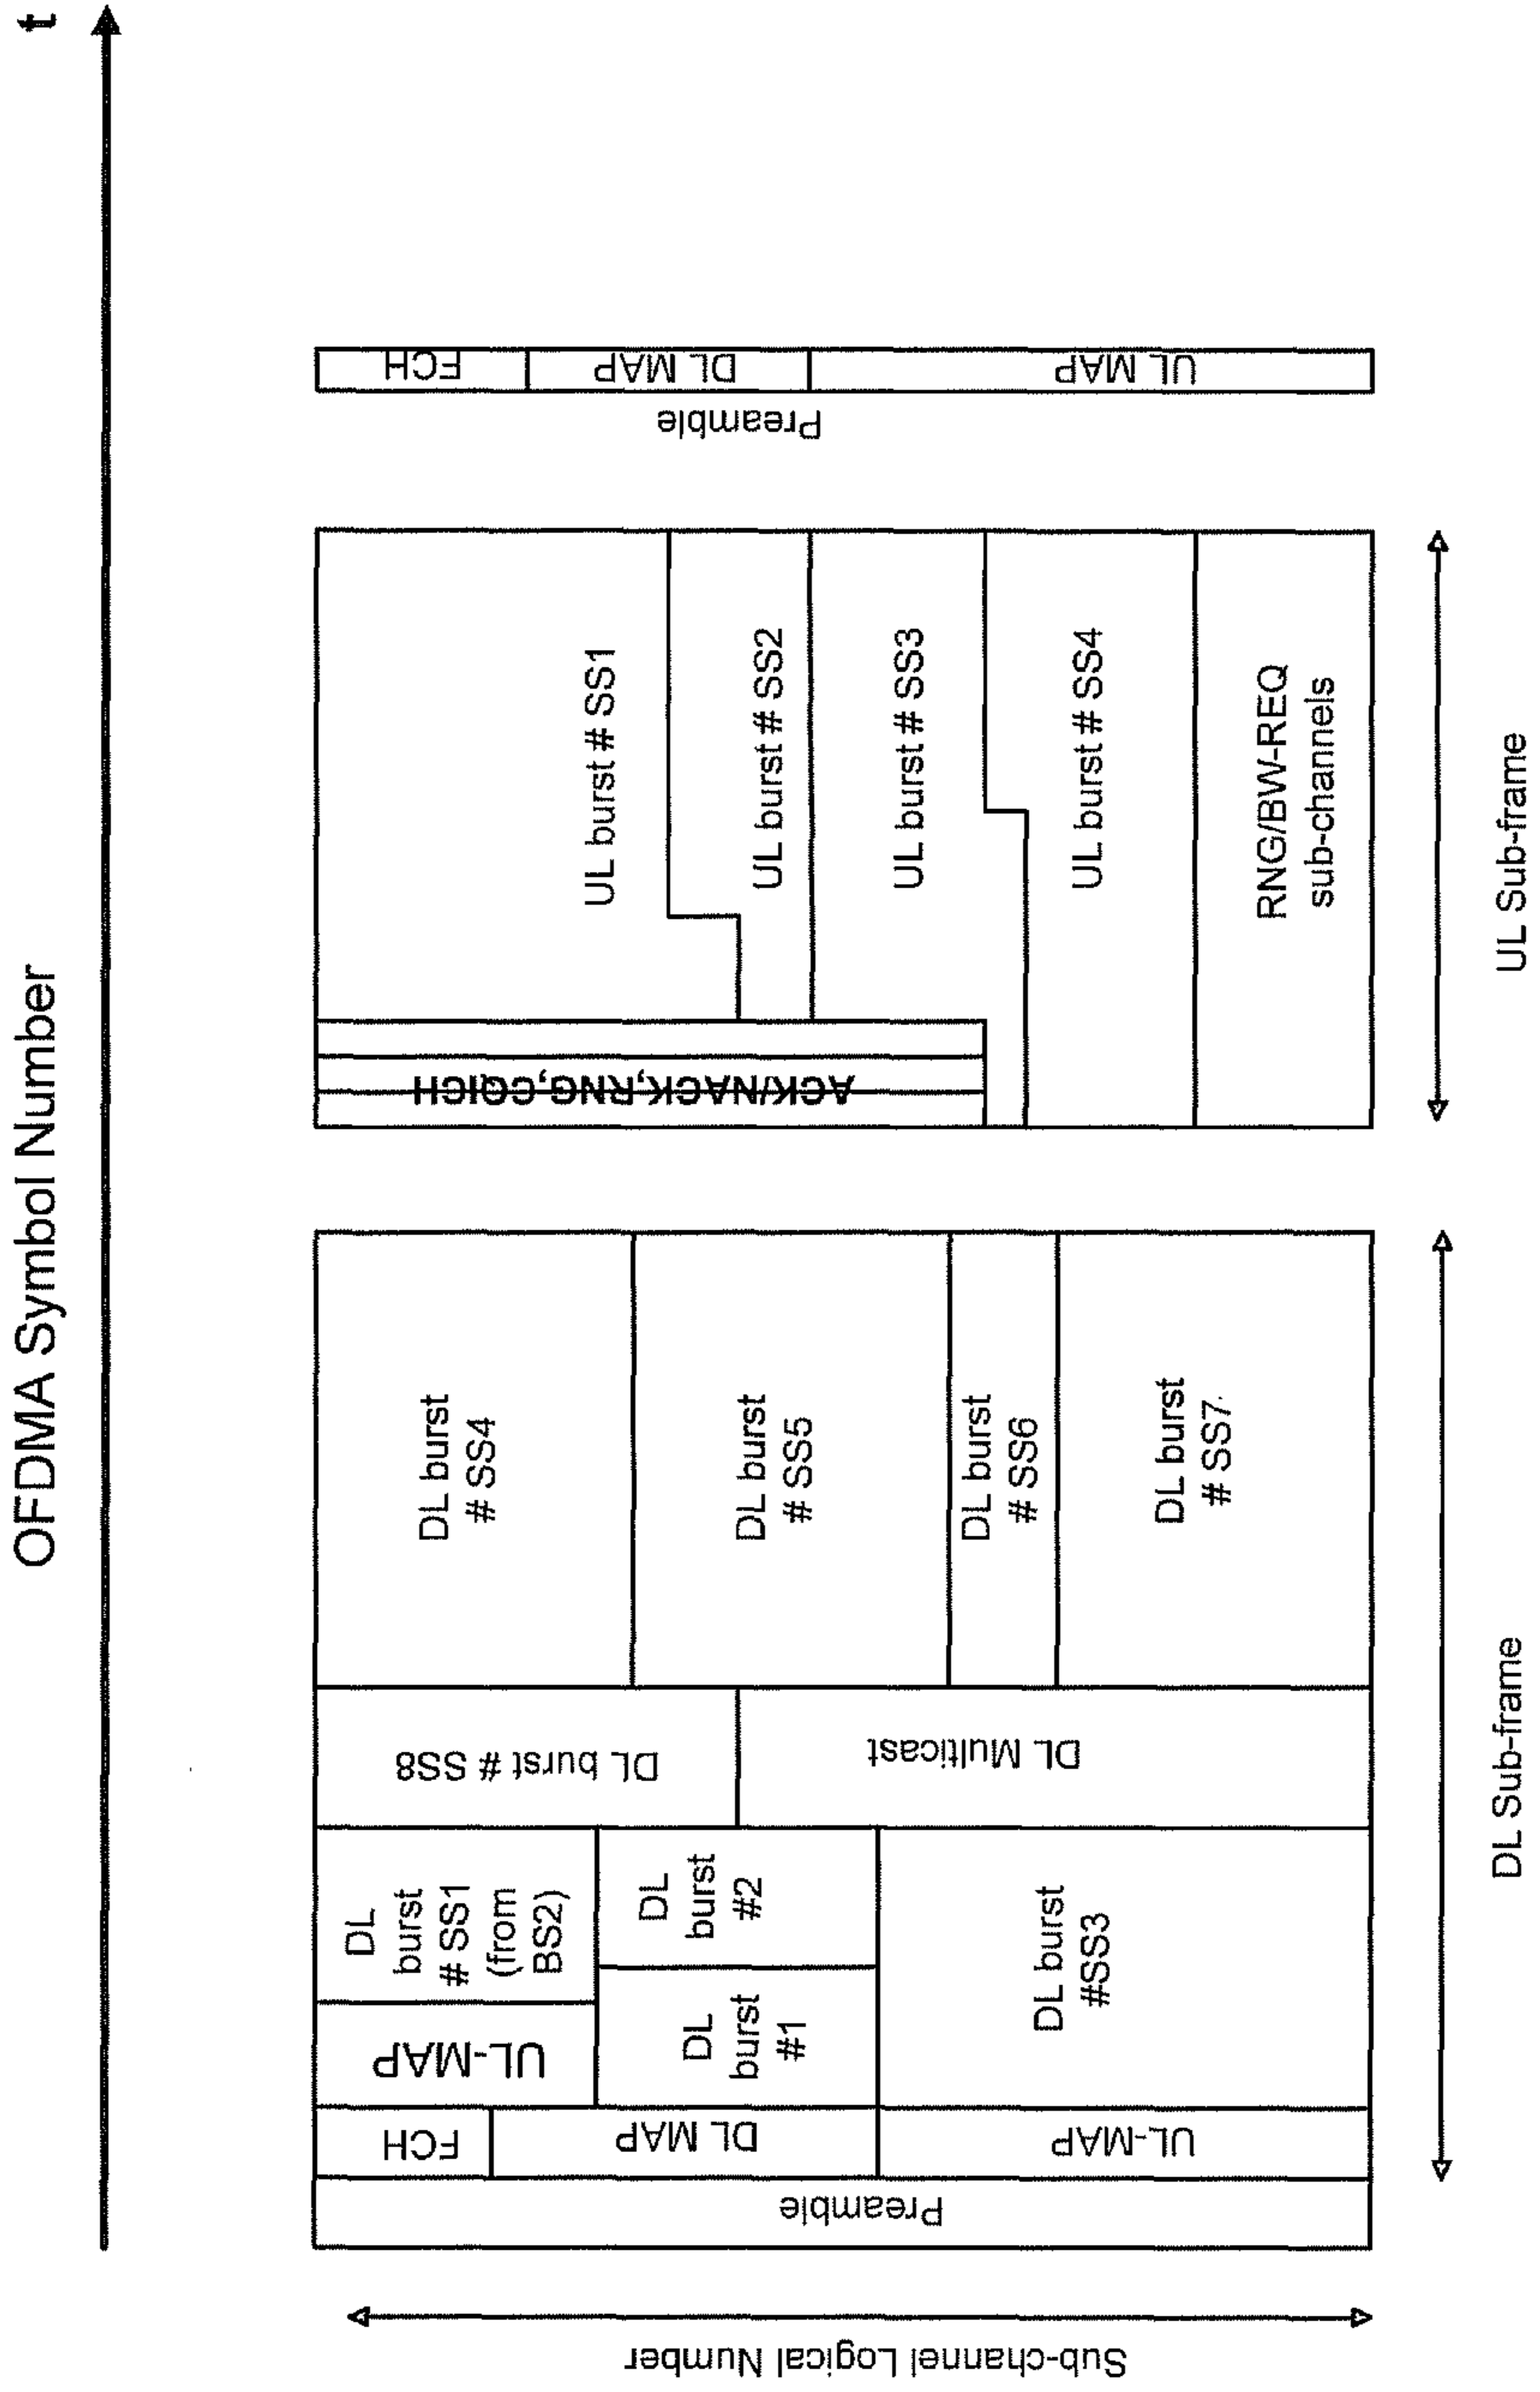 OFDMA Symbol Number
t
Sub-channel Logical Number
Preamble
FCH
DL MAP
UL-MAP
UL-MAP
DL
burst
# SS1
(from
BS2)
DL
burst
#1
DL
burst
#2
DL burst
#SS3
DL burst # SS8
DL Multicast
DL burst
# SS4
DL burst
# SS5
DL burst
# SS6
DL burst
# SS7
DL Sub-frame
ACK/NACK,RNG,CQICH
UL burst # SS1
UL burst # SS2
UL burst # SS3
UL burst # SS4
RNG/BW-REQ
sub-channels
UL Sub-frame
Preamble
FCH
DL MAP
UL MAP